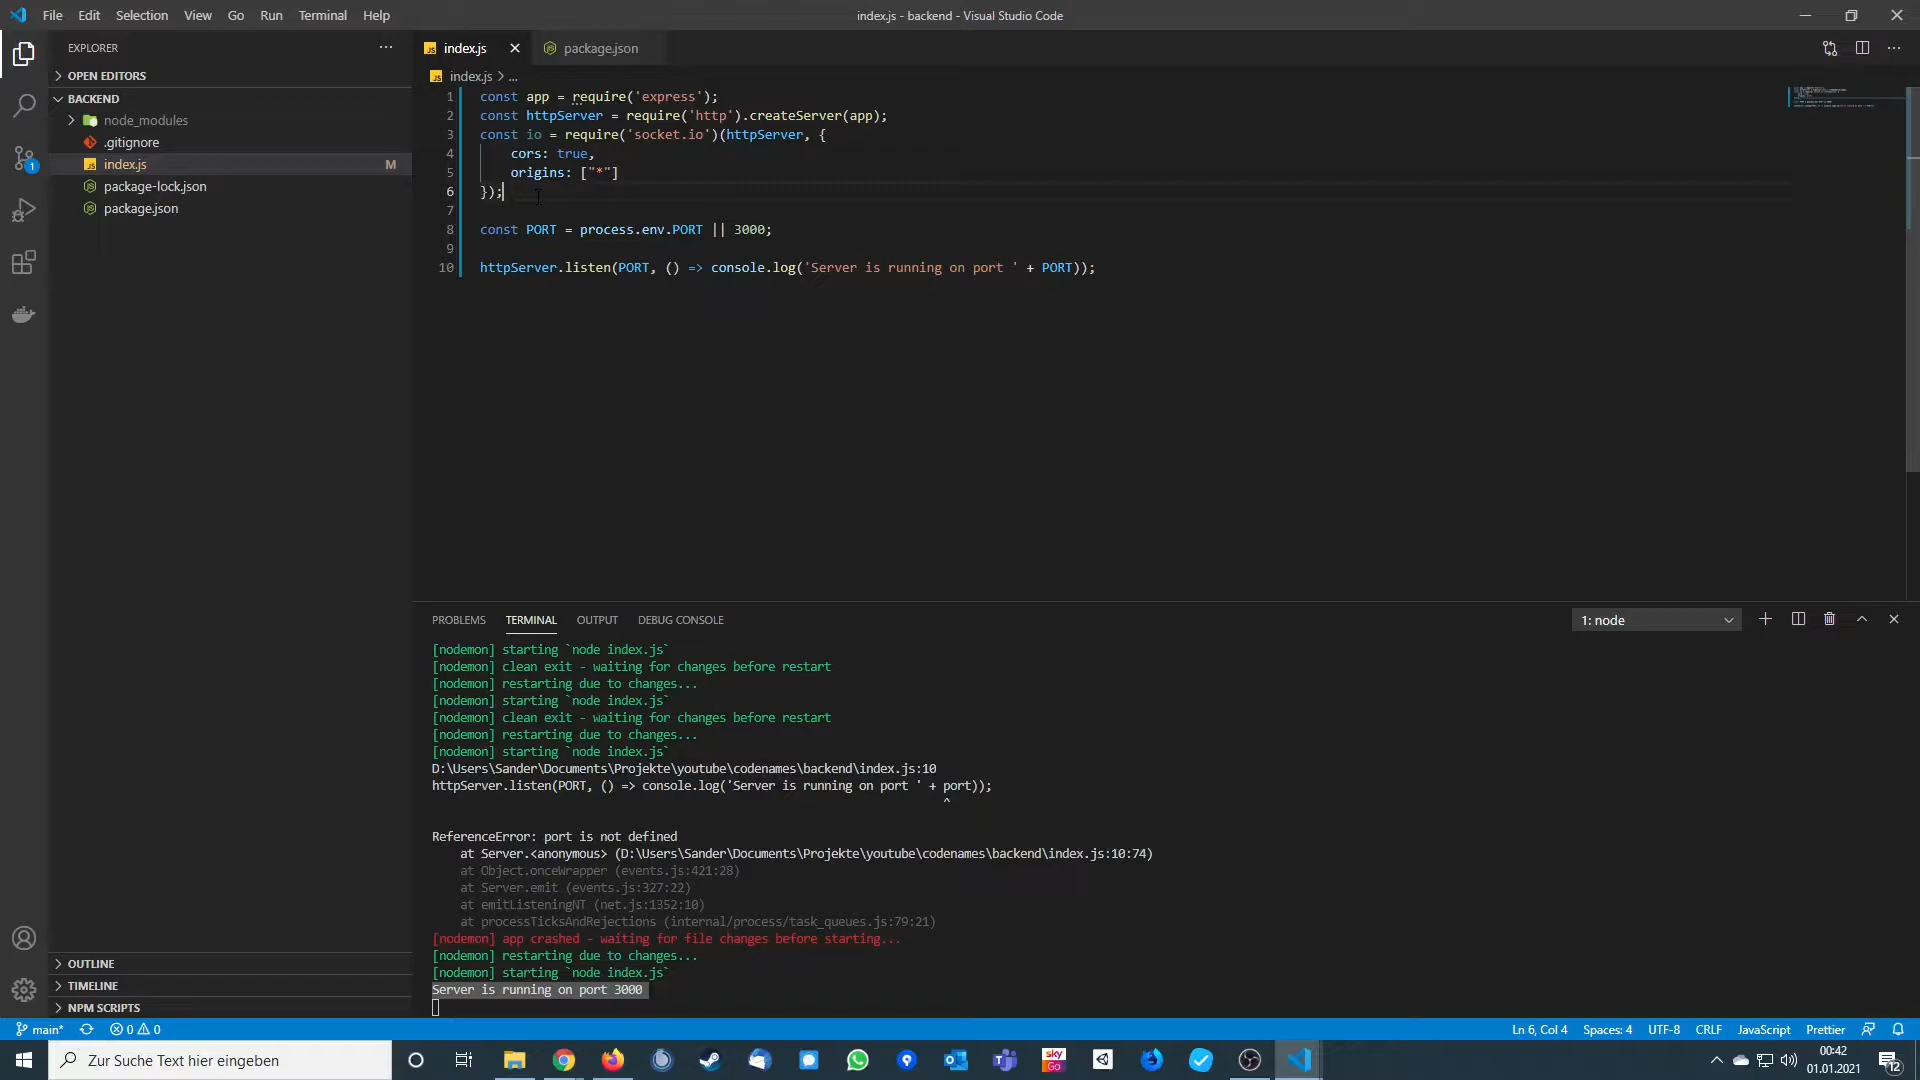 File Edit Selection View Go Run Terminal Help
index.js - backend - Visual Studio Code
EXPLORER
OPEN EDITORS
BACKEND
node_modules
.gitignore
index.js M
package-lock.json
package.json
OUTLINE
TIMELINE
NPM SCRIPTS
index.js package.json
index.js > ...
1 const app = require('express');
2 const httpServer = require('http').createServer(app);
3 const io = require('socket.io')(httpServer, {
4 cors: true,
5 origins: ["*"]
6 });
7
8 const PORT = process.env.PORT || 3000;
9
10 httpServer.listen(PORT, () => console.log('Server is running on port ' + PORT));
PROBLEMS TERMINAL OUTPUT DEBUG CONSOLE 1: node
[nodemon] starting `node index.js`
[nodemon] clean exit - waiting for changes before restart
[nodemon] restarting due to changes...
[nodemon] starting `node index.js`
[nodemon] clean exit - waiting for changes before restart
[nodemon] restarting due to changes...
[nodemon] starting `node index.js`
D:\Users\Sander\Documents\Projekte\youtube\codenames\backend\index.js:10
httpServer.listen(PORT, () => console.log('Server is running on port ' + port));
^
ReferenceError: port is not defined
at Server.<anonymous> (D:\Users\Sander\Documents\Projekte\youtube\codenames\backend\index.js:10:74)
at Object.onceWrapper (events.js:421:28)
at Server.emit (events.js:327:22)
at emitListeningNT (net.js:1352:10)
at processTicksAndRejections (internal/process/task_queues.js:79:21)
[nodemon] app crashed - waiting for file changes before starting...
[nodemon] restarting due to changes...
[nodemon] starting `node index.js`
Server is running on port 3000
1
main* 0 0 Ln 6, Col 4 Spaces: 4 UTF-8 CRLF JavaScript Prettier
Zur Suche Text hier eingeben
sky Go
00:42
01.01.2021
12